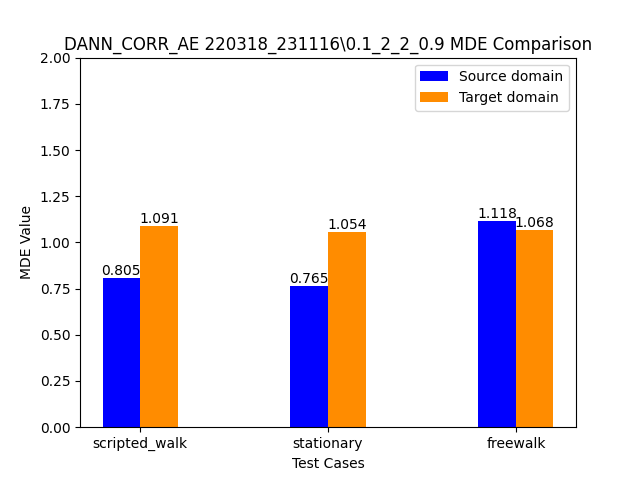 DANN_CORR_AE 220318_231116\0.1_2_2_0.9 MDE Comparison
2.00
1.75
1.50
1.25
1.00
0.75
0.50
0.25
0.00
MDE Value
Source domain
Target domain
0.805
1.091
0.765
1.054
1.118
1.068
scripted_walk
stationary
freewalk
Test Cases